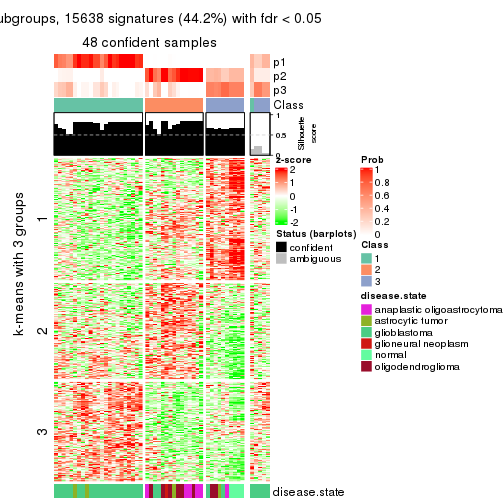 ubgroups, 15638 signatures (44.2%) with fdr < 0.05
48 confident samples
p1
p2
p3
Class
1
0.5
0
Silhouette
score
k-means with 3 groups
1
2
3
z-score
2
1
0
-1
-2
Status (barplots)
confident
ambiguous
Prob
1
0.8
0.6
0.4
0.2
0
Class
1
2
3
disease.state
anaplastic oligoastrocytoma
astrocytic tumor
glioblastoma
glioneural neoplasm
normal
oligodendroglioma
disease.state